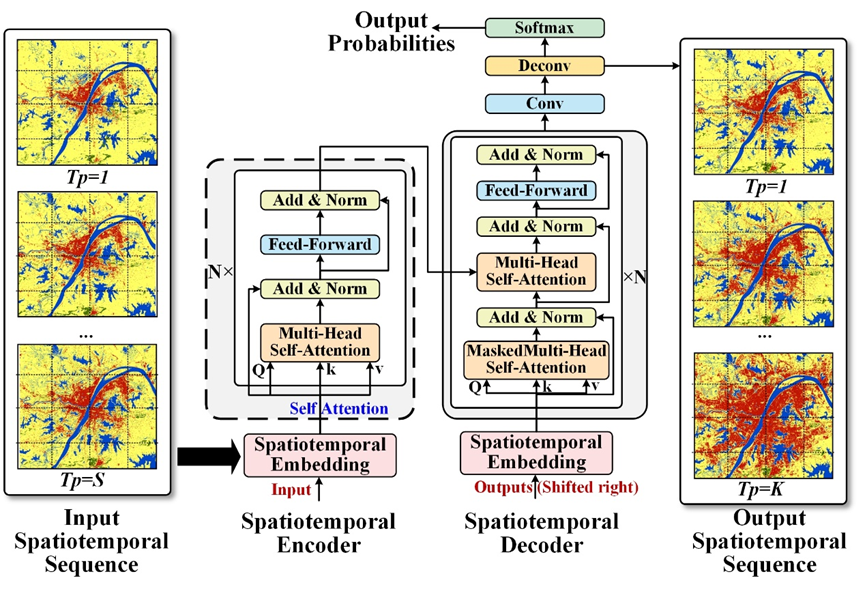 Tp=1
...
Tp=S
Input
Spatiotemporal
Sequence
N×
Add & Norm
Feed-Forward
Add & Norm
Multi-Head
Self-Attention
Q
k
v
Self Attention
Spatiotemporal
Embedding
Input
Spatiotemporal
Encoder
Output
Probabilities
Softmax
Deconv
Conv
Add & Norm
Feed-Forward
Add & Norm
Multi-Head
Self-Attention
×N
Add & Norm
MaskedMulti-Head
Self-Attention
Q
k
v
Spatiotemporal
Embedding
Outputs (Shifted right)
Spatiotemporal
Decoder
Tp=1
...
Tp=K
Output
Spatiotemporal
Sequence